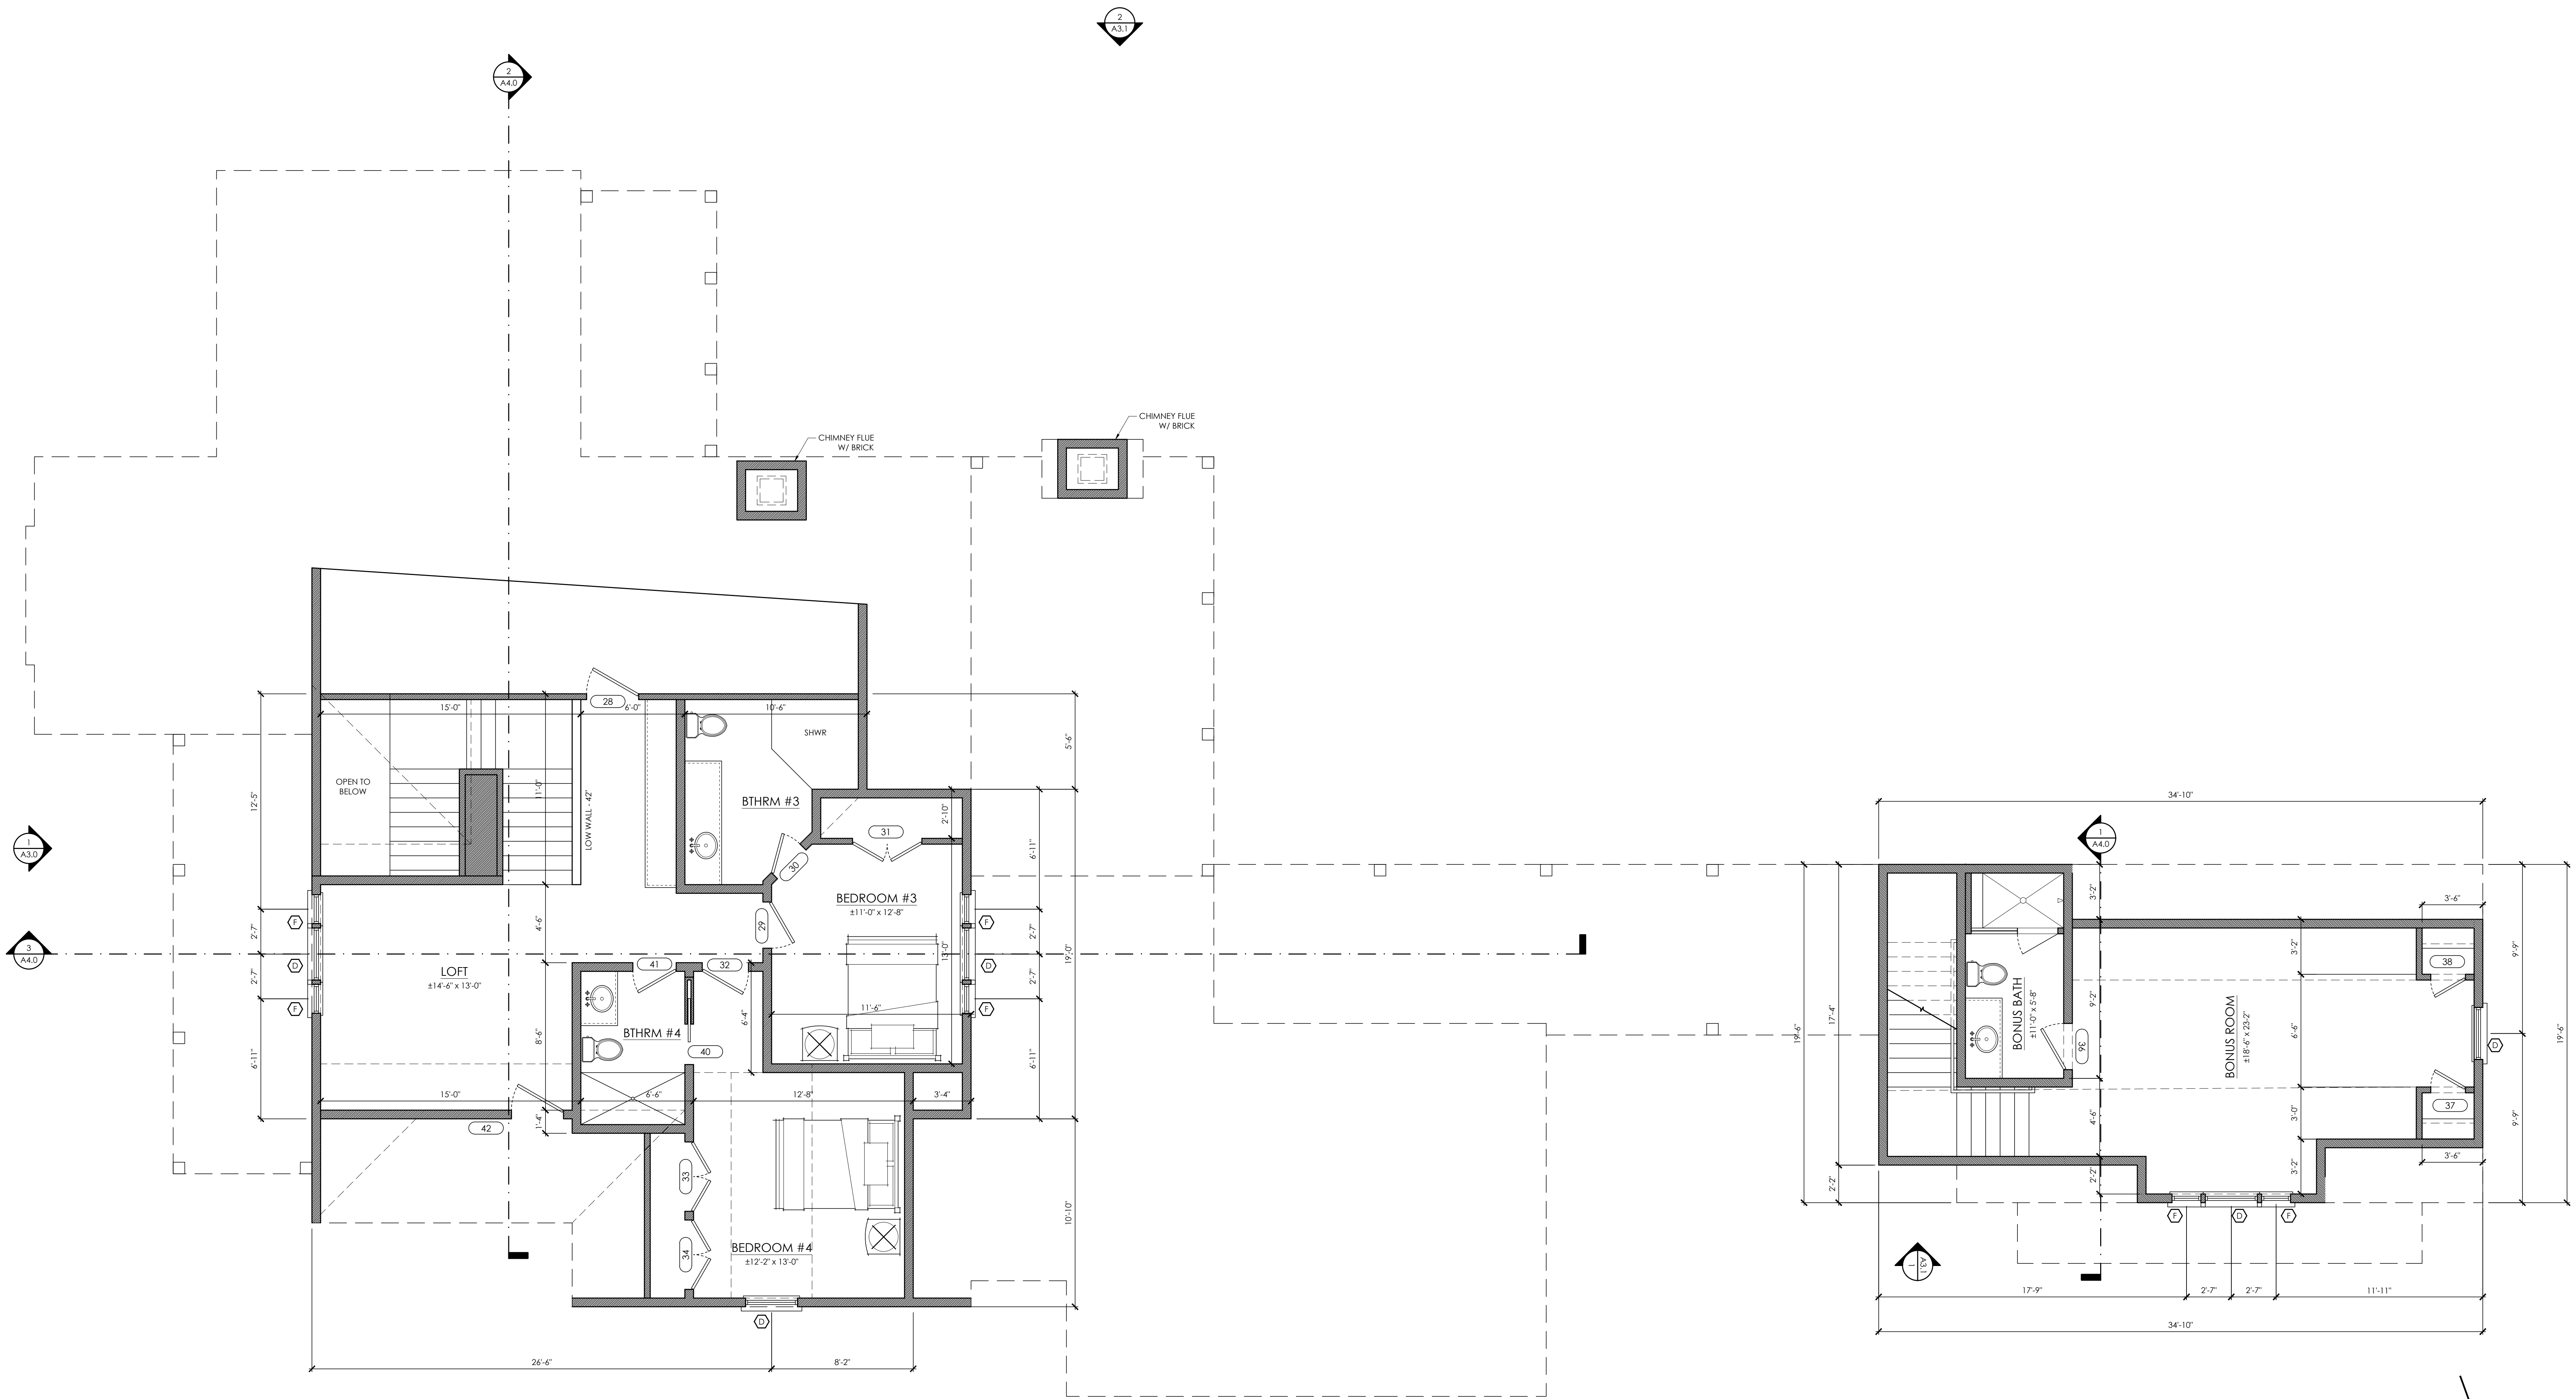 2
A3.1
2
A4.0
CHIMNEY FLUE
W/ BRICK
CHIMNEY FLUE
W/ BRICK
28
15'-0"
6'-0"
10'-6"
SHWR
5'-6"
OPEN TO
BELOW
11'-0"
LOW WALL - 42"
12'-5"
BTHRM #3
2'-10"
31
30
6'-11"
1
A3.0
BEDROOM #3
±11'-0" x 12'-8"
29
F
2'-7"
4'-6"
F
2'-7"
13'-0"
19'-0"
3
A4.0
LOFT
±14'-6" x 13'-0"
41
32
D
D
2'-7"
2'-7"
F
F
11'-6"
6'-4"
8'-6"
BTHRM #4
40
6'-11"
6'-11"
15'-0"
6'-6"
12'-8"
3'-4"
1'-4"
42
33
34
BEDROOM #4
±12'-2" x 13'-0"
10'-10"
D
26'-6"
8'-2"
34'-10"
1
A4.0
3'-2"
3'-6"
17'-4"
19'-6"
3'-2"
9'-9"
38
9'-2"
BONUS BATH
±11'-0" x 5'-8"
36
BONUS ROOM
±18'-6" x 23'-2"
6'-6"
D
19'-6"
37
3'-0"
4'-6"
9'-9"
3'-6"
3'-2"
2'-2"
2'-2"
F
D
F
1
A3.1
17'-9"
2'-7"
2'-7"
11'-11"
34'-10"